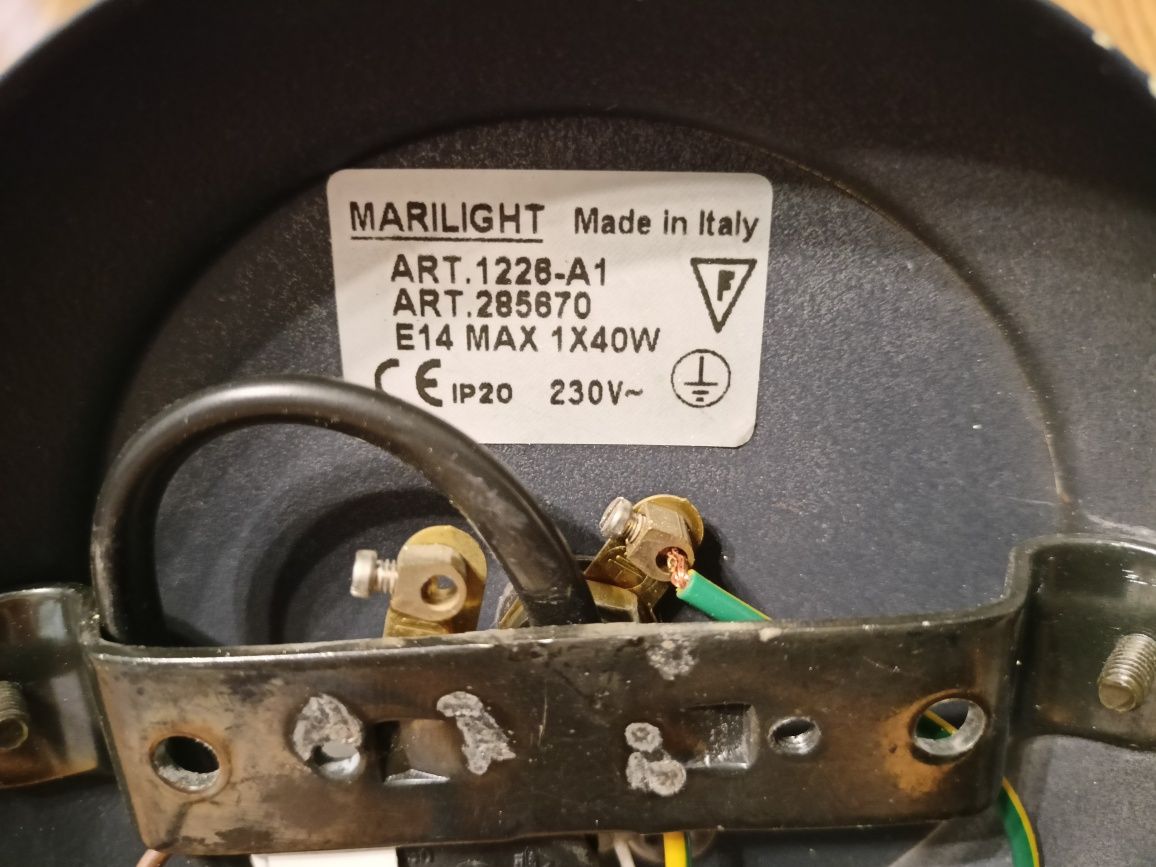 MARILIGHT Made in Italy
ART.1228-A1
ART.285670
F
E14 MAX 1X40W
CE IP20 230V~